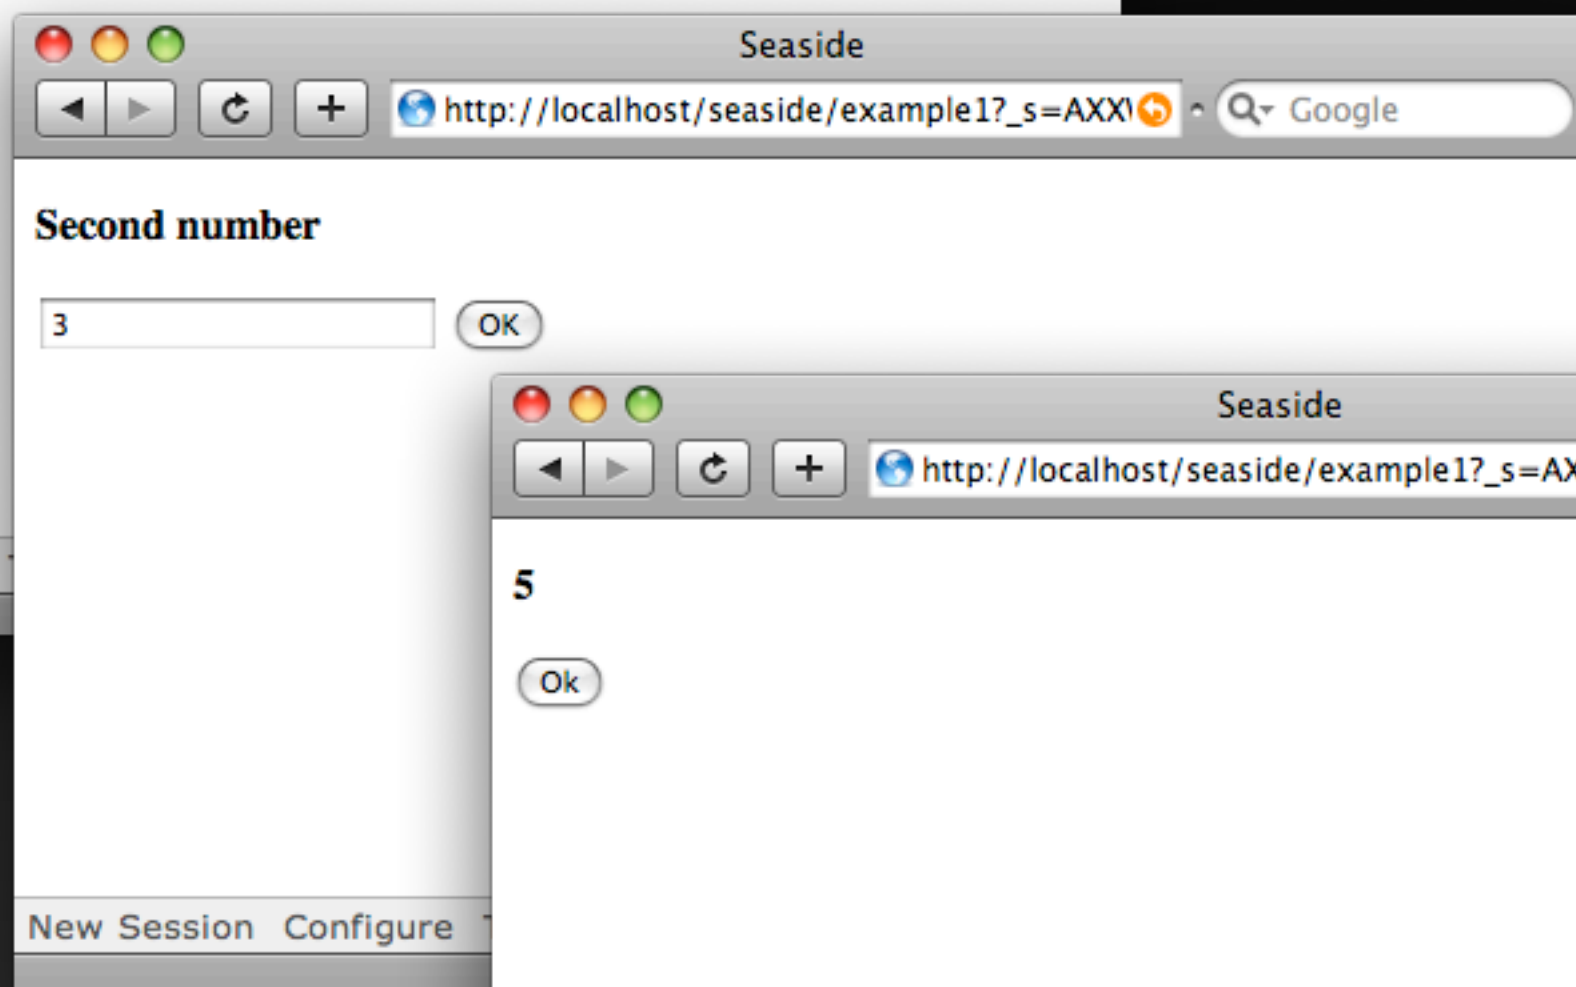 Seaside
http://localhost/seaside/example1?_s=AXX
Google
Second number
3
OK
Seaside
http://localhost/seaside/example1?_s=AX
5
Ok
New Session Configure